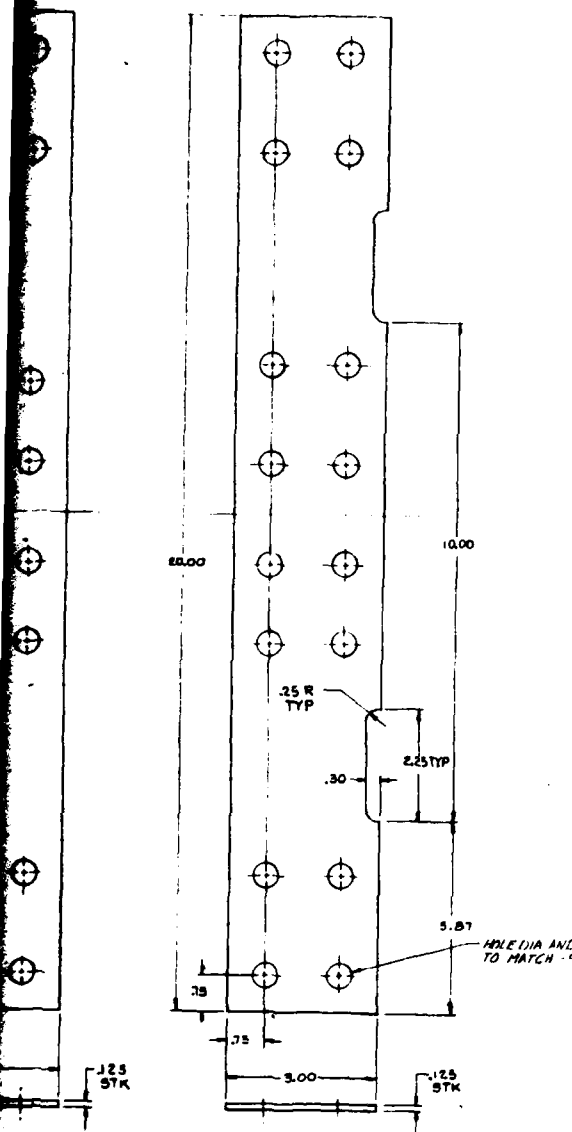 20.00
10.00
.25 R
TYP
.30
2.25 TYP
3.87
HOLE DIA AND
TO MATCH
.75
.75
.125
STK
3.00
.125
STK